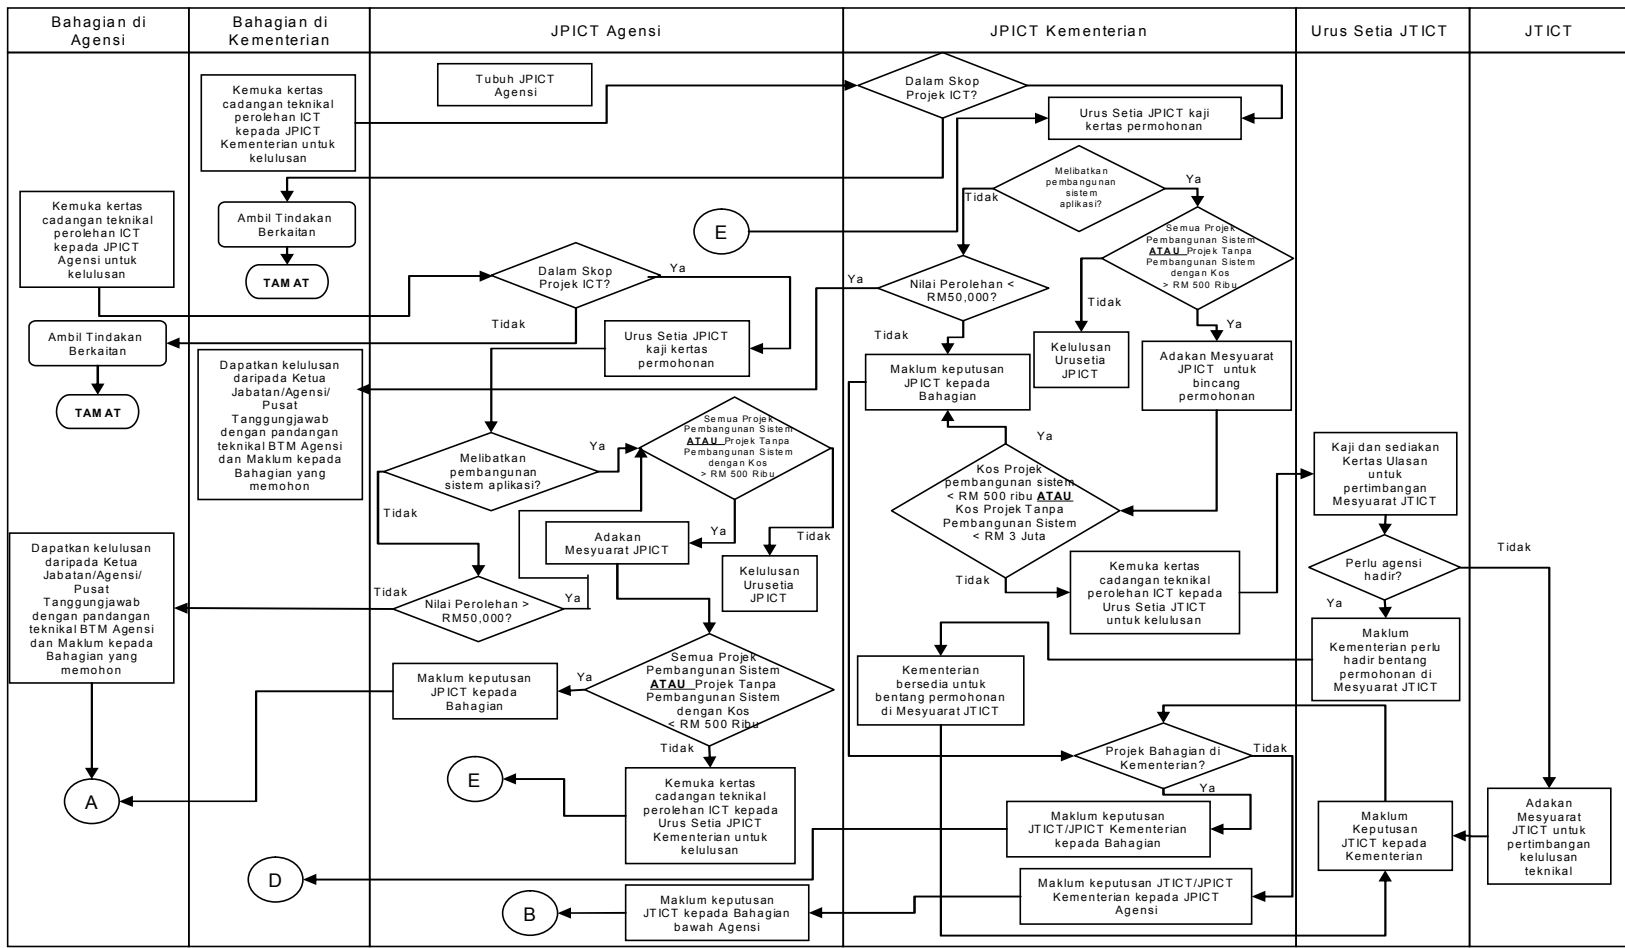 Bahagian di
Agensi
Bahagian di
Kementerian
JPICT Agensi
JPICT Kementerian
Urus Setia JTICT
JTICT
Kemuka kertas
cadangan teknikal
perolehan ICT
kepada JPICT
Agensi untuk
kelulusan
Ambil Tindakan
Berkaitan
TAMAT
Dapatkan kelulusan
daripada Ketua
Jabatan/Agensi/
Pusat
Tanggungjawab
dengan pandangan
teknikal BTM Agensi
dan Maklum kepada
Bahagian yang
memohon
A
Kemuka kertas
cadangan teknikal
perolehan ICT
kepada JPICT
Kementerian untuk
kelulusan
Ambil Tindakan
Berkaitan
TAMAT
Dapatkan kelulusan
daripada Ketua
Jabatan/Agensi/
Pusat
Tanggungjawab
dengan pandangan
teknikal BTM Agensi
dan Maklum kepada
Bahagian yang
memohon
D
Tubuh JPICT
Agensi
E
Dalam Skop
Projek ICT?
Ya
Tidak
Urus Setia JPICT
kaji kertas
permohonan
Melibatkan
pembangunan
sistem aplikasi?
Ya
Tidak
Semua Projek
Pembangunan Sistem
ATAU Projek Tanpa
Pembangunan Sistem
dengan Kos
> RM 500 Ribu
Ya
Tidak
Adakan
Mesyuarat JPICT
Kelulusan
Urusetia
JPICT
Nilai Perolehan >
RM50,000?
Tidak
Ya
Semua Projek
Pembangunan Sistem
ATAU Projek Tanpa
Pembangunan Sistem
dengan Kos
< RM 500 Ribu
Ya
Tidak
Maklum keputusan
JPICT kepada
Bahagian
E
Kemuka kertas
cadangan teknikal
perolehan ICT kepada
Urus Setia JPICT
Kementerian untuk
kelulusan
B
Maklum keputusan
JTICT kepada Bahagian
bawah Agensi
Dalam Skop
Projek ICT?
Urus Setia JPICT kaji
kertas permohonan
Melibatkan
pembangunan
sistem
aplikasi?
Ya
Tidak
Semua Projek
Pembangunan Sistem
ATAU Projek Tanpa
Pembangunan Sistem
dengan Kos
> RM 500 Ribu
Tidak
Ya
Nilai Perolehan <
RM50,000?
Ya
Tidak
Kelulusan
Urusetia
JPICT
Adakan Mesyuarat
JPICT untuk
bincang
permohonan
Maklum keputusan
JPICT kepada
Bahagian
Ya
Kos Projek
pembangunan sistem
< RM 500 ribu ATAU
Kos Projek Tanpa
Pembangunan Sistem
< RM 3 Juta
Tidak
Kemuka kertas
cadangan teknikal
perolehan ICT kepada
Urus Setia JTICT
untuk kelulusan
Kementerian
bersedia untuk
bentang permohonan
di Mesyuarat JTICT
Projek Bahagian di
Kementerian?
Tidak
Ya
Maklum keputusan
JTICT/JPICT Kementerian
kepada Bahagian
Maklum keputusan JTICT/JPICT
Kementerian kepada JPICT
Agensi
Kaji dan sediakan
Kertas Ulasan
untuk
pertimbangan
Mesyuarat JTICT
Perlu agensi
hadir?
Tidak
Ya
Maklum
Kementerian perlu
hadir bentang
permohonan di
Mesyuarat JTICT
Maklum
Keputusan
JTICT kepada
Kementerian
Adakan
Mesyuarat
JTICT untuk
pertimbangan
kelulusan
teknikal